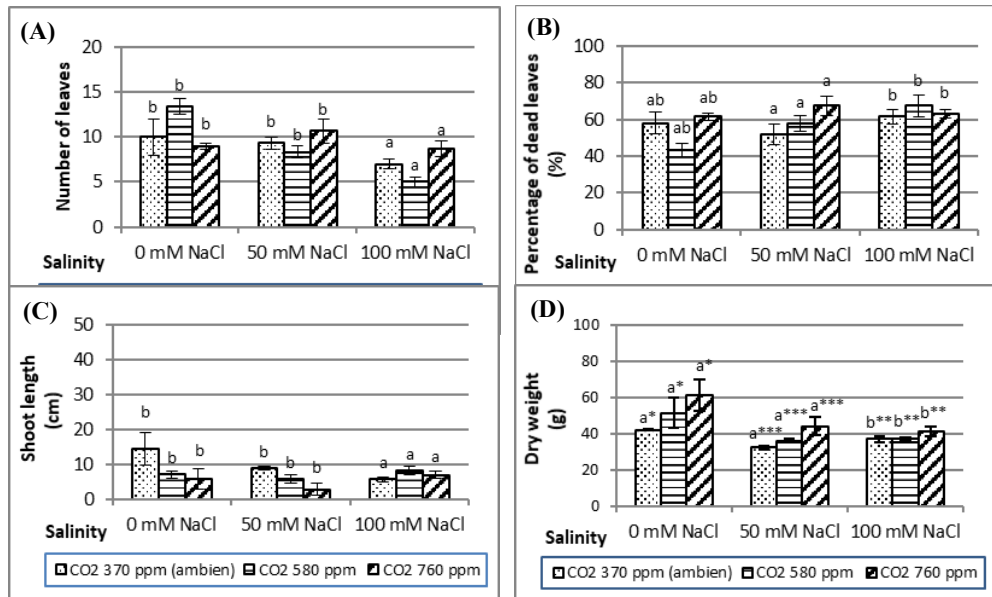 (A)
Number of leaves
20
15
10
5
0
b b b
b b b
a a a
Salinity 0 mM NaCl 50 mM NaCl 100 mM NaCl
(B)
Percentage of dead leaves
(%)
100
80
60
40
20
0
ab ab ab
a a a
b b b
Salinity 0 mM NaCl 50 mM NaCl 100 mM NaCl
(C)
Shoot length
(cm)
50
40
30
20
10
0
b b b
b b b
a a a
Salinity 0 mM NaCl 50 mM NaCl 100 mM NaCl
CO2 370 ppm (ambien) CO2 580 ppm CO2 760 ppm
(D)
Dry weight
(g)
100
80
60
40
20
0
a* a* a*
a*** a*** a***
b** b** b**
Salinity 0 mM NaCl 50 mM NaCl 100 mM NaCl
CO2 370 ppm (ambien) CO2 580 ppm CO2 760 ppm